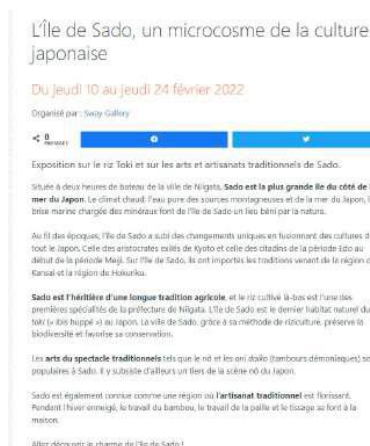 L'Île de Sado, un microcosme de la culture
japonaise
Du jeudi 10 au jeudi 24 février 2022
Organisé par : Sway Gallery
0
PARTAGES
Exposition sur le riz Toki et sur les arts et artisanats traditionnels de Sado.
Située à deux heures de bateau de la ville de Niigata, Sado est la plus grande île du côté de
mer du Japon. Le climat chaud, l'eau pure des sources montagneuses et de la mer du Japon,
brise marine chargée des minéraux font de l'île de Sado un lieu béni par la nature.
Au fil des époques, l'île de Sado a subi des changements uniques en fusionnant des cultures
tout le Japon. Celle des aristocrates exilés de Kyoto et celle des citadins de la période Edo au
début de la période Meiji. Sur l'île de Sado, ils ont importés les traditions venant de la région
Kansai et la région de Hokuriku.
Sado est l'héritière d'une longue tradition agricole, et le riz cultivé là-bas est l'une des
premières spécialités de la préfecture de Niigata. L'île de Sado est le dernier habitat naturel du
toki (« ibis huppé ») au Japon. La ville de Sado, grâce à sa méthode de riziculture, préserve la
biodiversité et favorise sa conservation.
Les arts du spectacle traditionnels tels que le nô et les oni daiko (tambours démoniaques)
populaires à Sado. Il y subsiste d'ailleurs un tiers de la scène nô du Japon.
Sado est également connue comme une région où l'artisanat traditionnel est florissant.
Pendant l'hiver enneigé, le travail du bambou, le travail de la paille et le tissage se font à la
maison.
Allez découvrir le charme de l'île de Sado !